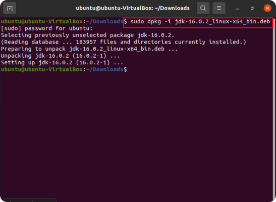 ubuntu@ubuntu-VirtualBox: ~/Downloads
ubuntu@ubuntu-VirtualBox:~/Downloads$ sudo dpkg -i jdk-16.0.2_linux-x64_bin.deb
[sudo] password for ubuntu:
Selecting previously unselected package jdk-16.0.2.
(Reading database ... 183957 files and directories currently installed.)
Preparing to unpack jdk-16.0.2_linux-x64_bin.deb ...
Unpacking jdk-16.0.2 (16.0.2-1) ...
Setting up jdk-16.0.2 (16.0.2-1) ...
ubuntu@ubuntu-VirtualBox:~/Downloads$